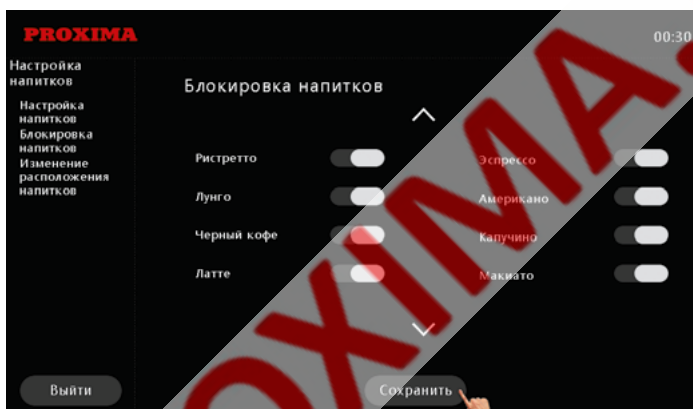 PROXIMA
00:30
Настройка
напитков
Настройка
напитков
Блокировка
напитков
Изменение
расположения
напитков
Блокировка напитков
Ристретто
Эспрессо
Лунго
Американо
Черный кофе
Капучино
Латте
Макиато
Выйти
Сохранить
OXIMA.